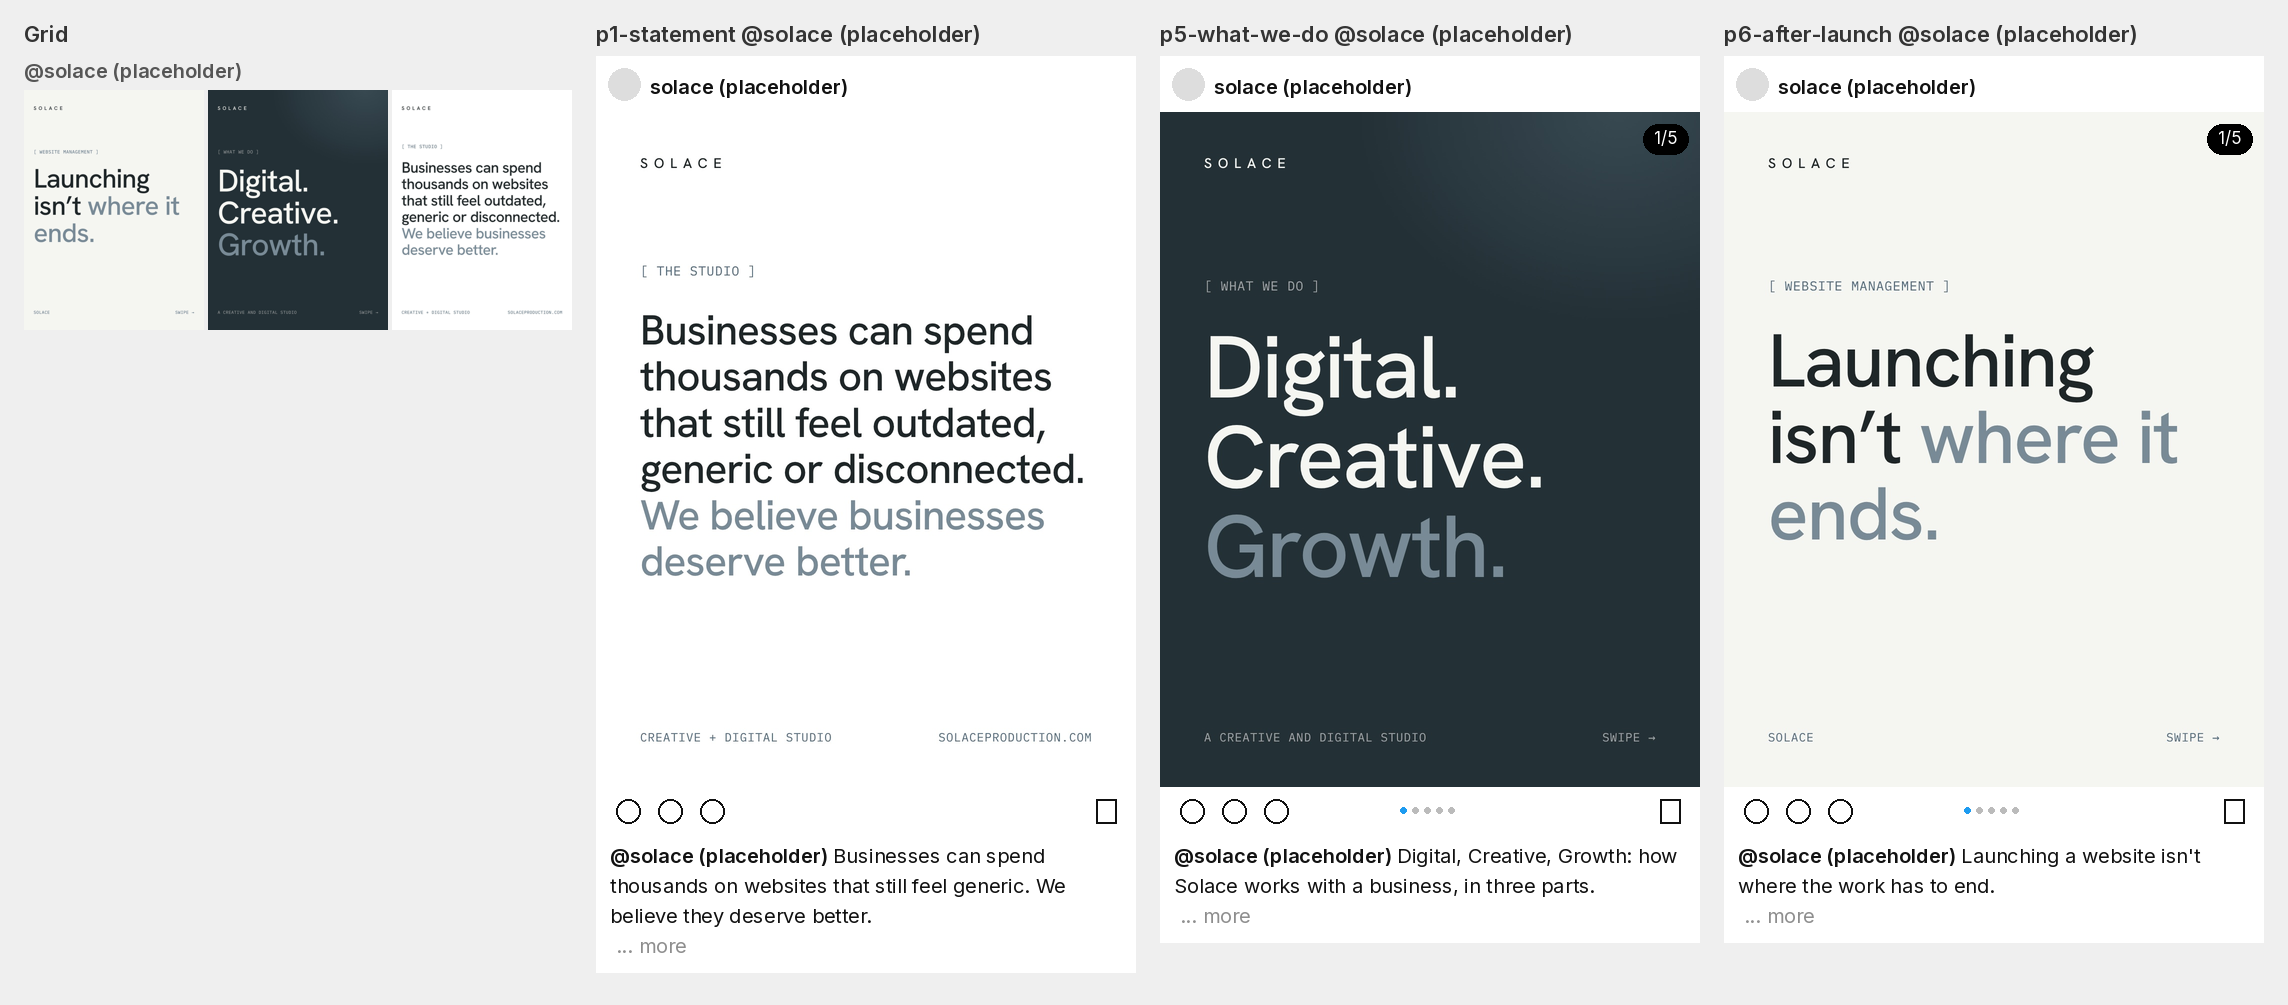 Grid
@solace (placeholder)
SOLACE
[ WEBSITE MANAGEMENT ]
Launching
isn’t where it
ends.
SOLACE
SWIPE →
SOLACE
[ WHAT WE DO ]
Digital.
Creative.
Growth.
A CREATIVE AND DIGITAL STUDIO
SWIPE →
SOLACE
[ THE STUDIO ]
Businesses can spend
thousands on websites
that still feel outdated,
generic or disconnected.
We believe businesses
deserve better.
CREATIVE + DIGITAL STUDIO
SOLACEPRODUCTION.COM
p1-statement @solace (placeholder)
solace (placeholder)
SOLACE
[ THE STUDIO ]
Businesses can spend
thousands on websites
that still feel outdated,
generic or disconnected.
We believe businesses
deserve better.
CREATIVE + DIGITAL STUDIO
SOLACEPRODUCTION.COM
@solace (placeholder) Businesses can spend
thousands on websites that still feel generic. We
believe they deserve better.
... more
p5-what-we-do @solace (placeholder)
solace (placeholder)
1/5
SOLACE
[ WHAT WE DO ]
Digital.
Creative.
Growth.
A CREATIVE AND DIGITAL STUDIO
SWIPE →
@solace (placeholder) Digital, Creative, Growth: how
Solace works with a business, in three parts.
... more
p6-after-launch @solace (placeholder)
solace (placeholder)
1/5
SOLACE
[ WEBSITE MANAGEMENT ]
Launching
isn’t where it
ends.
SOLACE
SWIPE →
@solace (placeholder) Launching a website isn't
where the work has to end.
... more